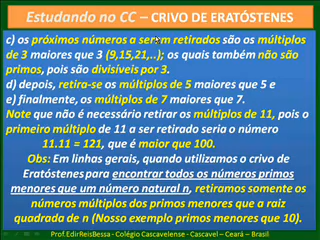 Estudando no CC – CRIVO DE ERATÓSTENES
c) os próximos números a serem retirados são os múltiplos
de 3 maiores que 3 (9,15,21,..); os quais também não são
primos, pois são divisíveis por 3.
d) depois, retira-se os múltiplos de 5 maiores que 5 e
e) finalmente, os múltiplos de 7 maiores que 7.
Note que não é necessário retirar os múltiplos de 11, pois o
primeiro múltiplo de 11 a ser retirado seria o número
11.11 = 121, que é maior que 100.
Obs: Em linhas gerais, quando utilizamos o crivo de
Eratóstenes para encontrar todos os números primos
menores que um número natural n, retiramos somente os
números múltiplos dos primos menores que a raiz
quadrada de n (Nosso exemplo primos menores que 10).
Prof.EdirReisBessa - Colégio Cascavelense - Cascavel – Ceará – Brasil